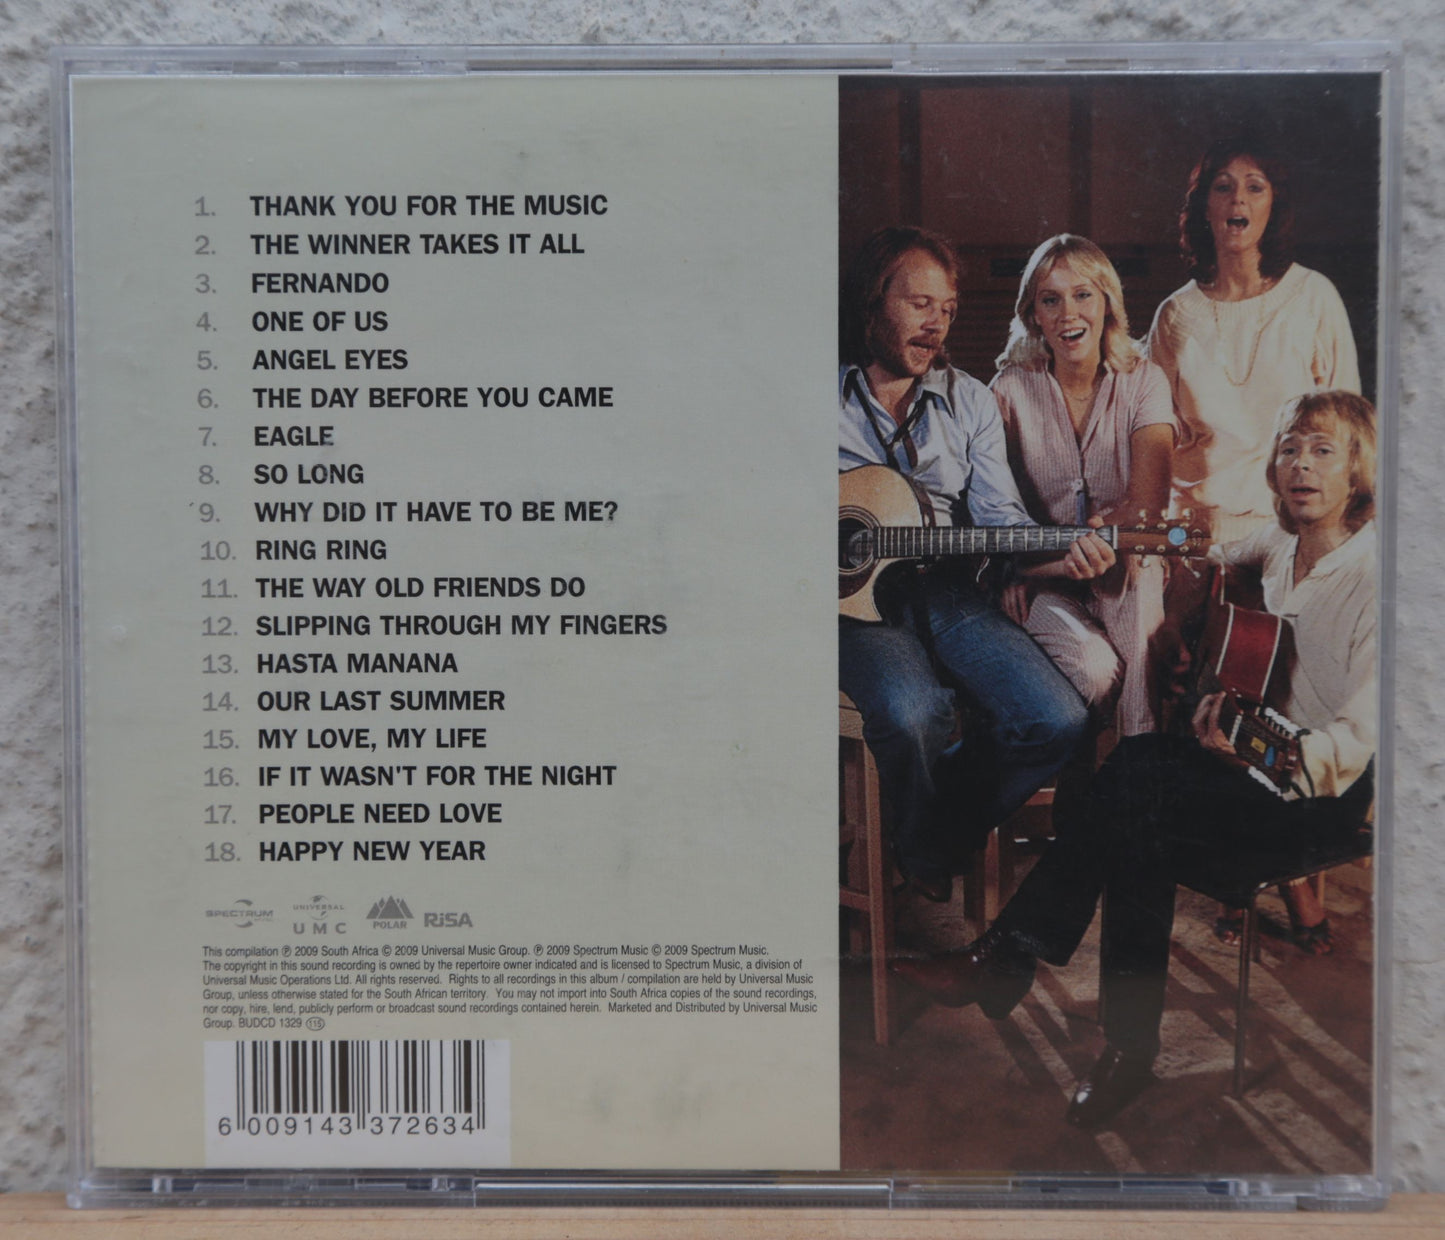 1. THANK YOU FOR THE MUSIC
2. THE WINNER TAKES IT ALL
3. FERNANDO
4. ONE OF US
5. ANGEL EYES
6. THE DAY BEFORE YOU CAME
7. EAGLE
8. SO LONG
9. WHY DID IT HAVE TO BE ME?
10. RING RING
11. THE WAY OLD FRIENDS DO
12. SLIPPING THROUGH MY FINGERS
13. HASTA MANANA
14. OUR LAST SUMMER
15. MY LOVE, MY LIFE
16. IF IT WASN'T FOR THE NIGHT
17. PEOPLE NEED LOVE
18. HAPPY NEW YEAR
SPECTRUM MUSIC UNIVERSAL UMC POLAR RiSA
This compilation ℗ 2009 South Africa © 2009 Universal Music Group. ℗ 2009 Spectrum Music © 2009 Spectrum Music.
The copyright in this sound recording is owned by the repertoire owner indicated and is licensed to Spectrum Music, a division of
Universal Music Operations Ltd. All rights reserved. Rights to all recordings in this album / compilation are held by Universal Music
Group, unless otherwise stated for the South African territory. You may not import into South Africa copies of the sound recordings,
nor copy, hire, lend, publicly perform or broadcast sound recordings contained herein. Marketed and Distributed by Universal Music
Group. BUDCD 1329 115
6 009143 372634